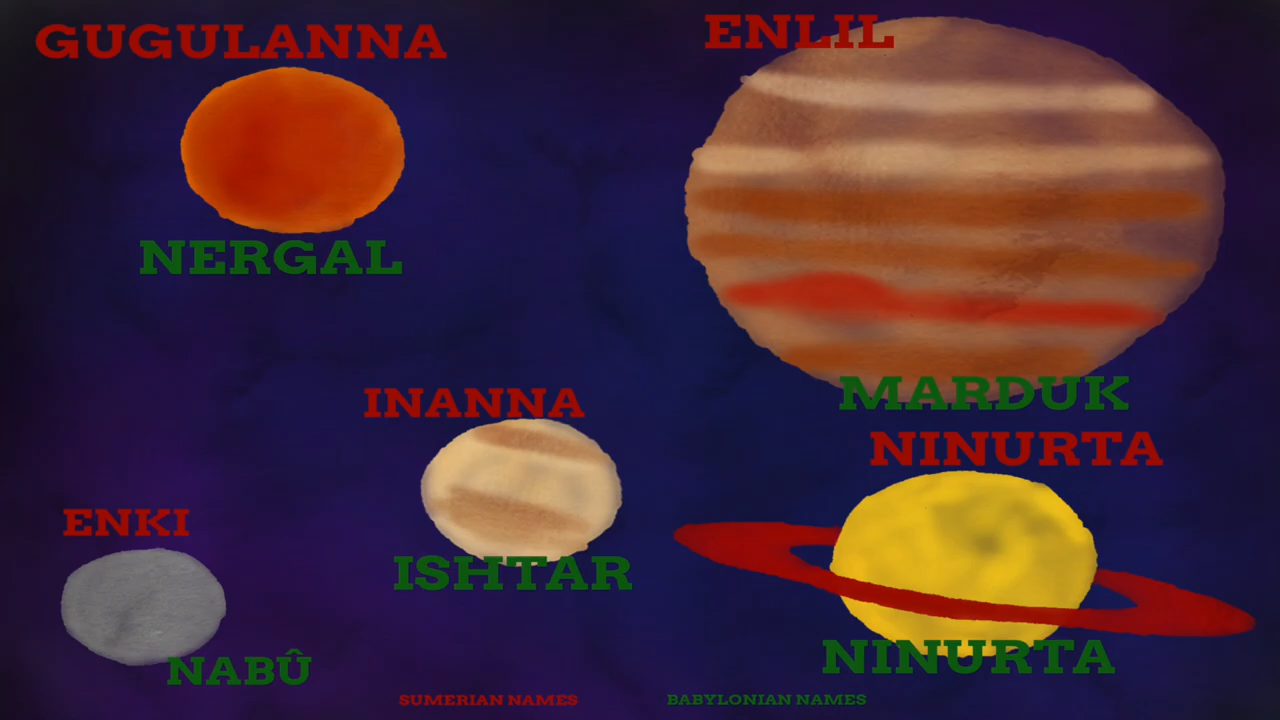 GUGULANNA
NERGAL
ENLIL
MARDUK
INANNA
ISHTAR
NINURTA
NINURTA
ENKI
NABÛ
SUMERIAN NAMES
BABYLONIAN NAMES